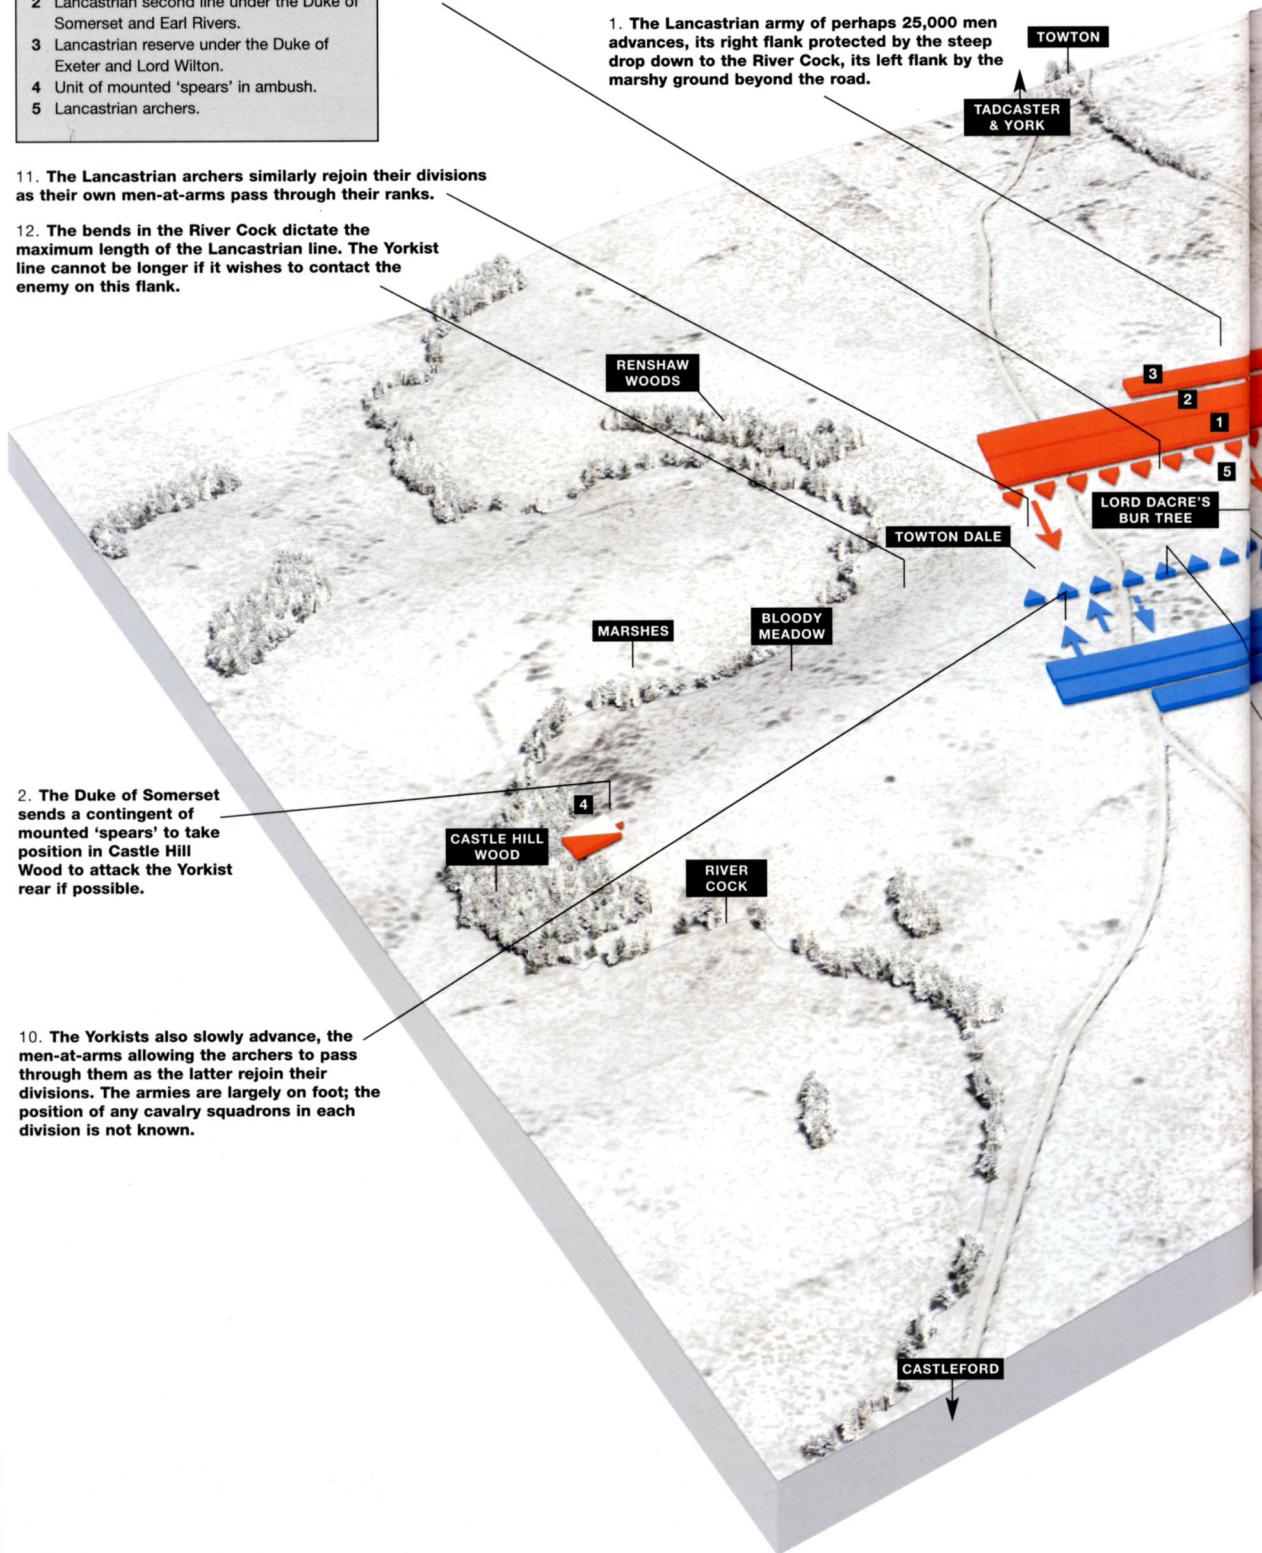 2 Lancastrian second line under the Duke of
Somerset and Earl Rivers.
3 Lancastrian reserve under the Duke of
Exeter and Lord Wilton.
4 Unit of mounted 'spears' in ambush.
5 Lancastrian archers.
1. The Lancastrian army of perhaps 25,000 men
advances, its right flank protected by the steep
drop down to the River Cock, its left flank by the
marshy ground beyond the road.
TOWTON
TADCASTER
& YORK
11. The Lancastrian archers similarly rejoin their divisions
as their own men-at-arms pass through their ranks.
12. The bends in the River Cock dictate the
maximum length of the Lancastrian line. The Yorkist
line cannot be longer if it wishes to contact the
enemy on this flank.
RENSHAW
WOODS
3
2
1
5
LORD DACRE'S
BUR TREE
TOWTON DALE
MARSHES
BLOODY
MEADOW
2. The Duke of Somerset
sends a contingent of
mounted 'spears' to take
position in Castle Hill
Wood to attack the Yorkist
rear if possible.
4
CASTLE HILL
WOOD
RIVER
COCK
10. The Yorkists also slowly advance, the
men-at-arms allowing the archers to pass
through them as the latter rejoin their
divisions. The armies are largely on foot; the
position of any cavalry squadrons in each
division is not known.
CASTLEFORD